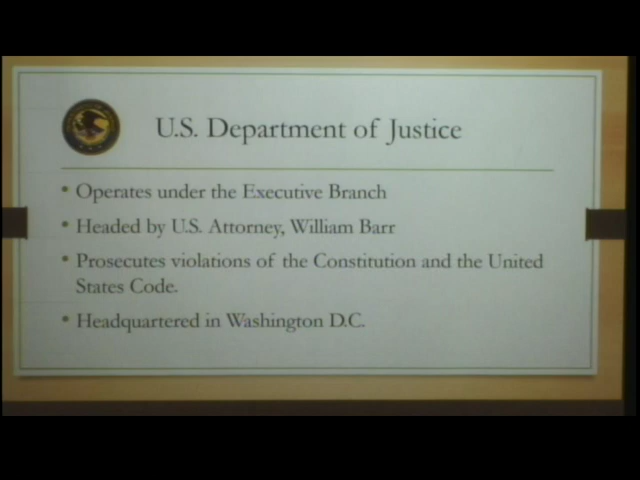 U.S. Department of Justice
• Operates under the Executive Branch
• Headed by U.S. Attorney, William Barr
• Prosecutes violations of the Constitution and the United
States Code.
• Headquartered in Washington D.C.